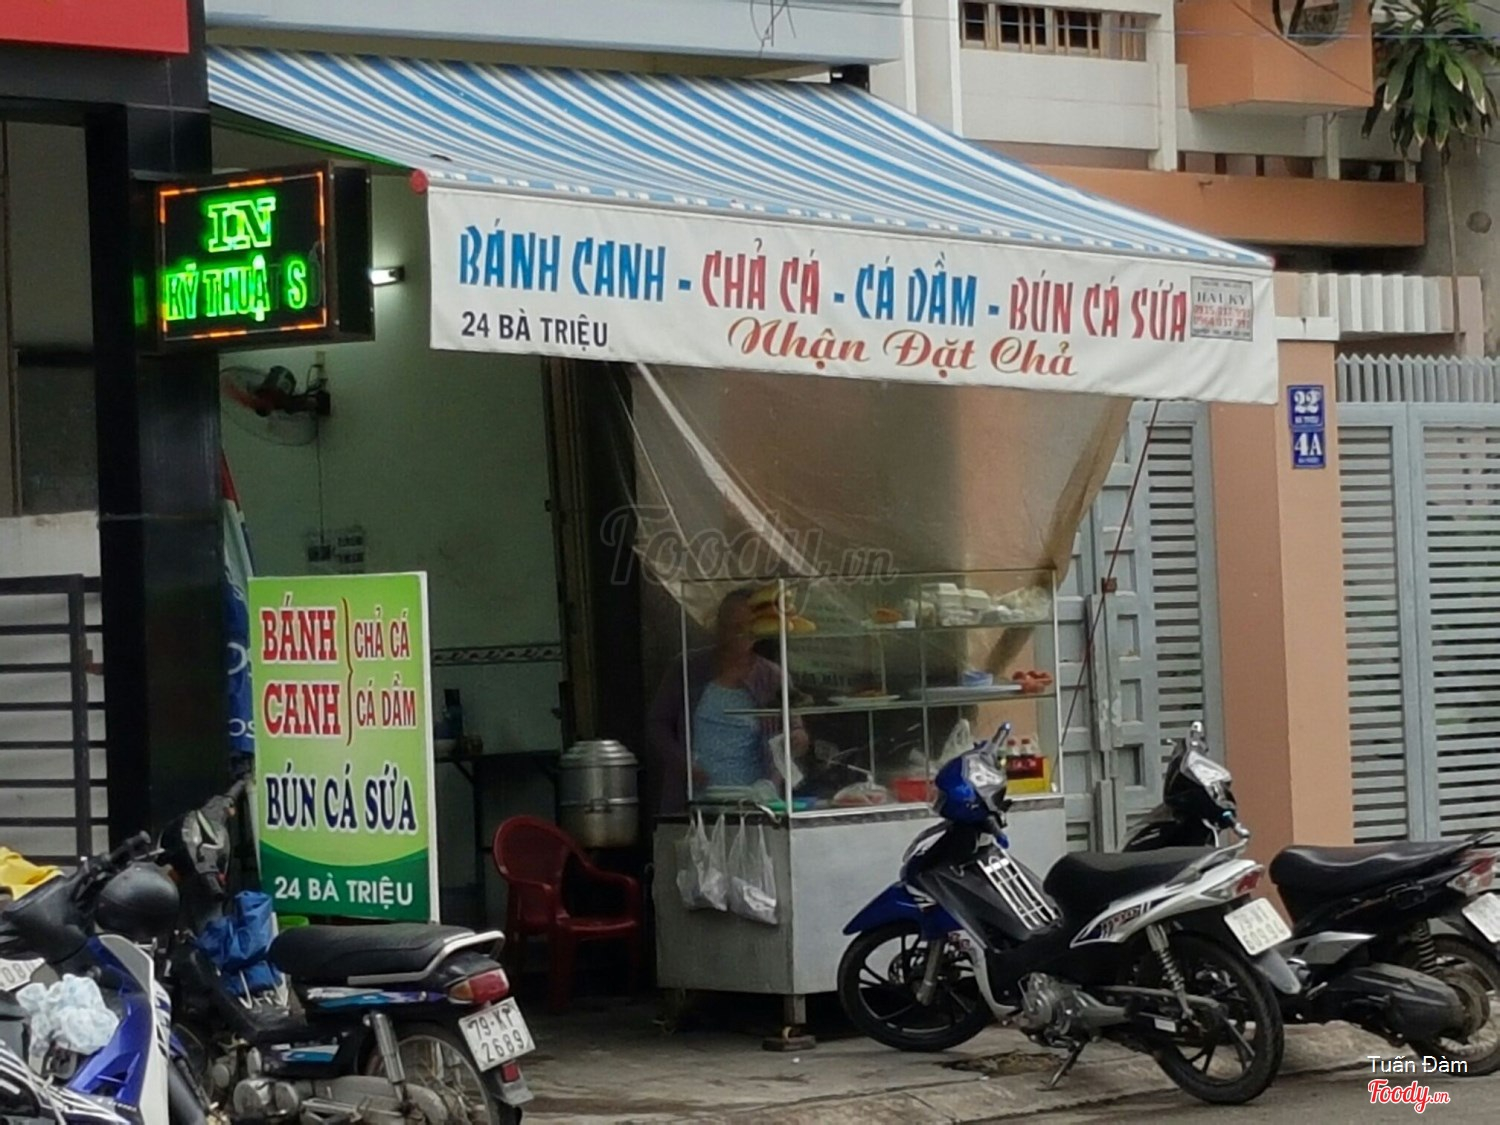 IN
KỸ THUẬT SỐ
BÁNH CANH - CHẢ CÁ - CÁ DẦM - BÚN CÁ SỨA
24 BÀ TRIỆU
Nhận Đặt Chả
22
4A
BÁNH CANH } CHẢ CÁ
CÁ DẦM
BÚN CÁ SỨA
24 BÀ TRIỆU
79
2689
Foody.vn
Tuấn Đàm
Foody.vn